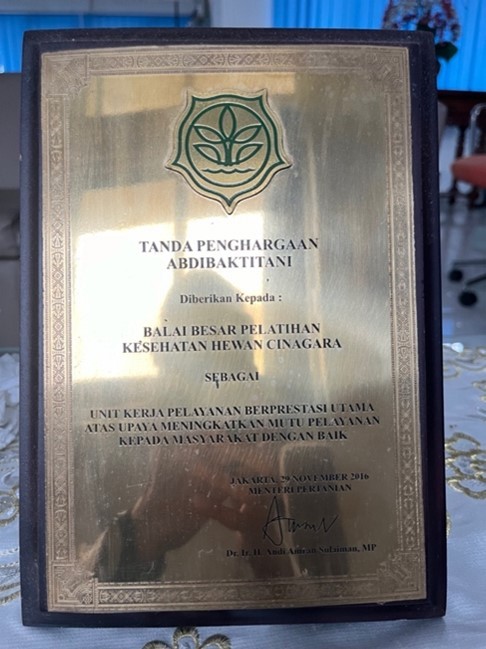 TANDA PENGHARGAAN
ABDIBAKTITANI
Diberikan Kepada :
BALAI BESAR PELATIHAN
KESEHATAN HEWAN CINAGARA
SEBAGAI
UNIT KERJA PELAYANAN BERPRESTASI UTAMA
ATAS UPAYA MENINGKATKAN MUTU PELAYANAN
KEPADA MASYARAKAT DENGAN BAIK
JAKARTA, 29 NOVEMBER 2016
MENTERI PERTANIAN
Dr. Ir. H. Andi Amran Sulaiman, MP